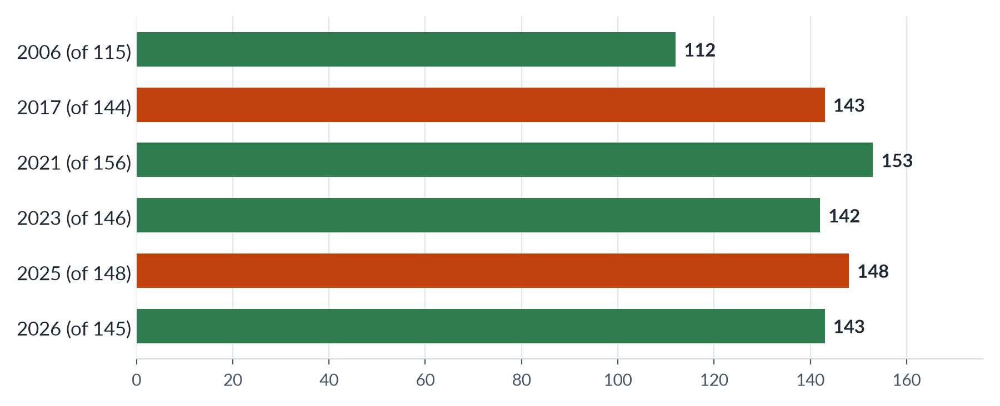 2006 (of 115) 112
2017 (of 144) 143
2021 (of 156) 153
2023 (of 146) 142
2025 (of 148) 148
2026 (of 145) 143
0 20 40 60 80 100 120 140 160